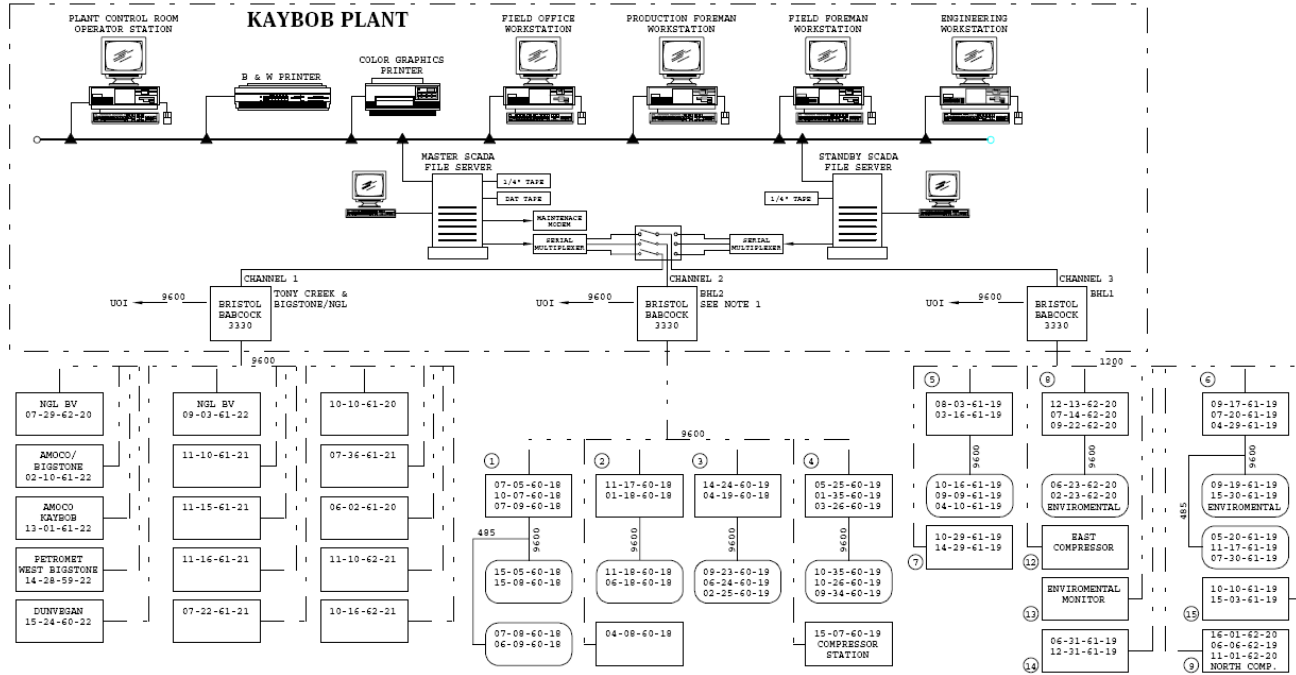 KAYBOB PLANT
PLANT CONTROL ROOM
OPERATOR STATION
B & W PRINTER
COLOR GRAPHICS
PRINTER
FIELD OFFICE
WORKSTATION
PRODUCTION FOREMAN
WORKSTATION
FIELD FOREMAN
WORKSTATION
ENGINEERING
WORKSTATION
MASTER SCADA
FILE SERVER
1/4" TAPE
DAT TAPE
MAINTENACE
MODEM
SERIAL
MULTIPLEXER
SERIAL
MULTIPLEXER
STANDBY SCADA
FILE SERVER
1/4" TAPE
CHANNEL 1
CHANNEL 2
CHANNEL 3
UOI
9600
BRISTOL
BABCOCK
3330
TONY CREEK &
BIGSTONE/NGL
UOI
9600
BRISTOL
BABCOCK
3330
BHL2
SEE NOTE 1
UOI
9600
BRISTOL
BABCOCK
3330
BHL1
9600
NGL BV
07-29-62-20
AMOCO/
BIGSTONE
02-10-61-22
AMOCO
KAYBOB
13-01-61-22
PETROMET
WEST BIGSTONE
14-28-59-22
DUNVEGAN
15-24-60-22
NGL BV
09-03-61-22
11-10-61-21
11-15-61-21
11-16-61-21
07-22-61-21
10-10-61-20
07-36-61-21
06-02-61-20
11-10-62-21
10-16-62-21
9600
1
07-05-60-18
10-07-60-18
07-09-60-18
485
9600
15-05-60-18
15-08-60-18
07-08-60-18
06-09-60-18
2
11-17-60-18
01-18-60-18
9600
11-18-60-18
06-18-60-18
04-08-60-18
3
14-24-60-19
04-19-60-18
9600
09-23-60-19
06-24-60-19
02-25-60-19
4
05-25-60-19
01-35-60-19
03-26-60-19
9600
10-35-60-19
10-26-60-19
09-34-60-19
15-07-60-19
COMPRESSOR
STATION
1200
5
08-03-61-19
03-16-61-19
9600
10-16-61-19
09-09-61-19
04-10-61-19
10-29-61-19
14-29-61-19
7
8
12-13-62-20
07-14-62-20
09-22-62-20
9600
06-23-62-20
02-23-62-20
ENVIROMENTAL
EAST
COMPRESSOR
12
ENVIROMENTAL
MONITOR
13
06-31-61-19
12-31-61-19
14
6
09-17-61-19
07-20-61-19
04-29-61-19
9600
485
09-19-61-19
15-30-61-19
ENVIROMENTAL
05-20-61-19
11-17-61-19
07-30-61-19
10-10-61-19
15-03-61-19
15
16-01-62-20
06-06-62-19
11-01-62-20
NORTH COMP.
9